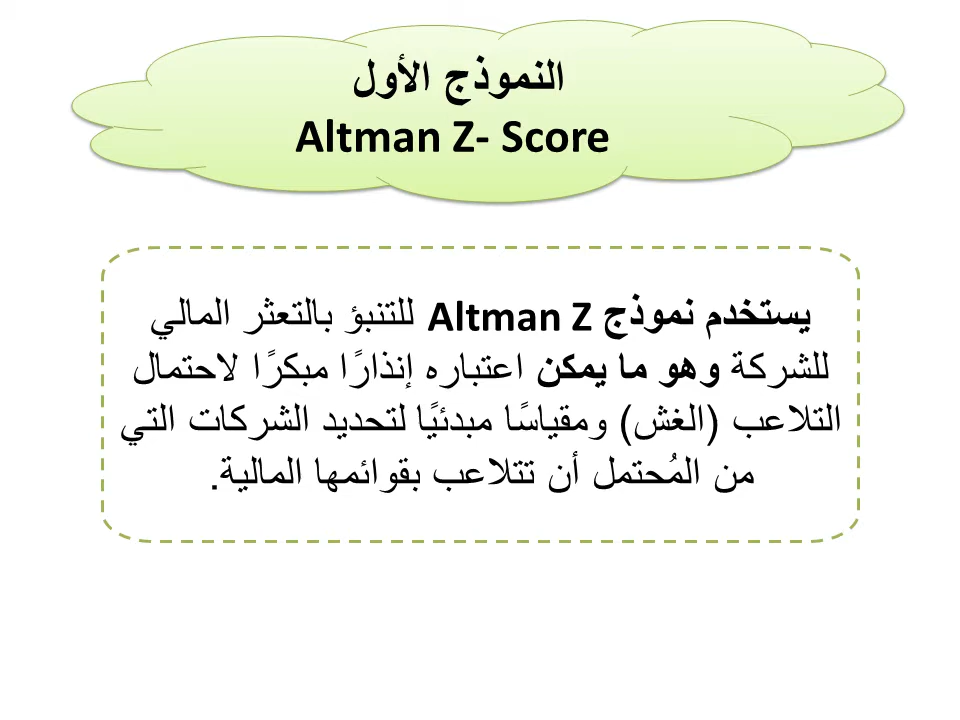 النموذج الأول
Altman Z- Score
يستخدم نموذج Altman Z للتنبؤ بالتعثر المالي
للشركة وهو ما يمكن اعتباره إنذارًا مبكرًا لاحتمال
التلاعب (الغش) ومقياسًا مبدئيًا لتحديد الشركات التي
من المُحتمل أن تتلاعب بقوائمها المالية.